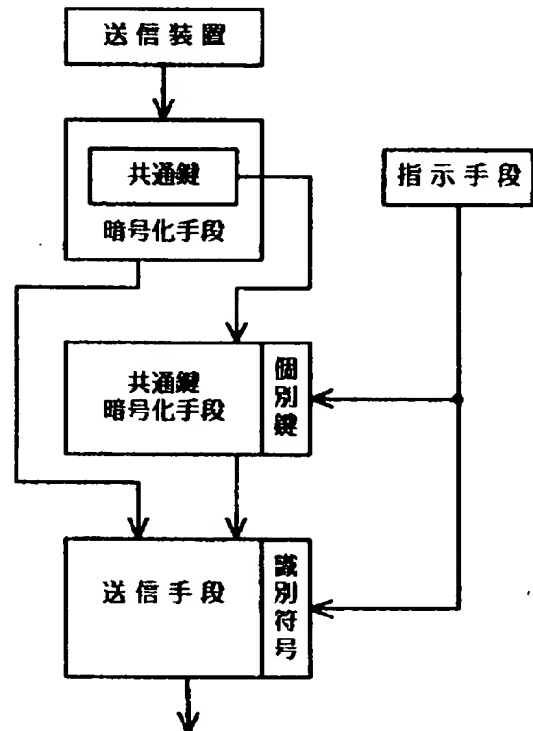 送信装置
共通鍵
暗号化手段
指示手段
共通鍵
暗号化手段
個別鍵
送信手段
識別符号